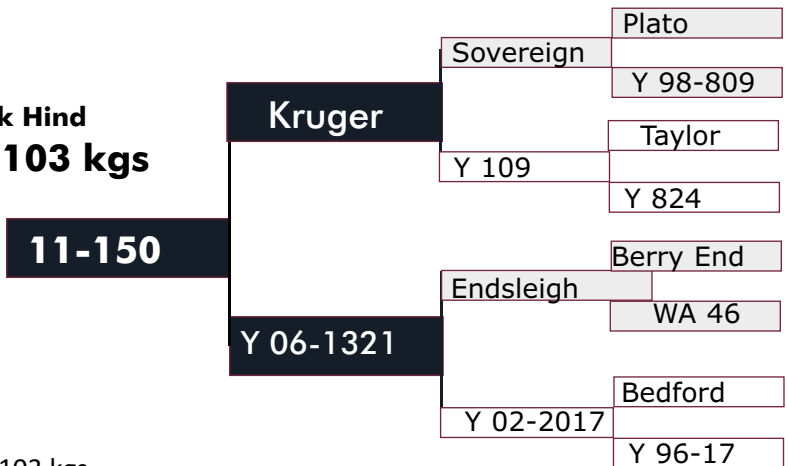 Plato
Sovereign
Y 98-809
k Hind
Kruger
103 kgs
Taylor
Y 109
Y 824
11-150
Berry End
Endsleigh
WA 46
Y 06-1321
Bedford
Y 02-2017
Y 96-17